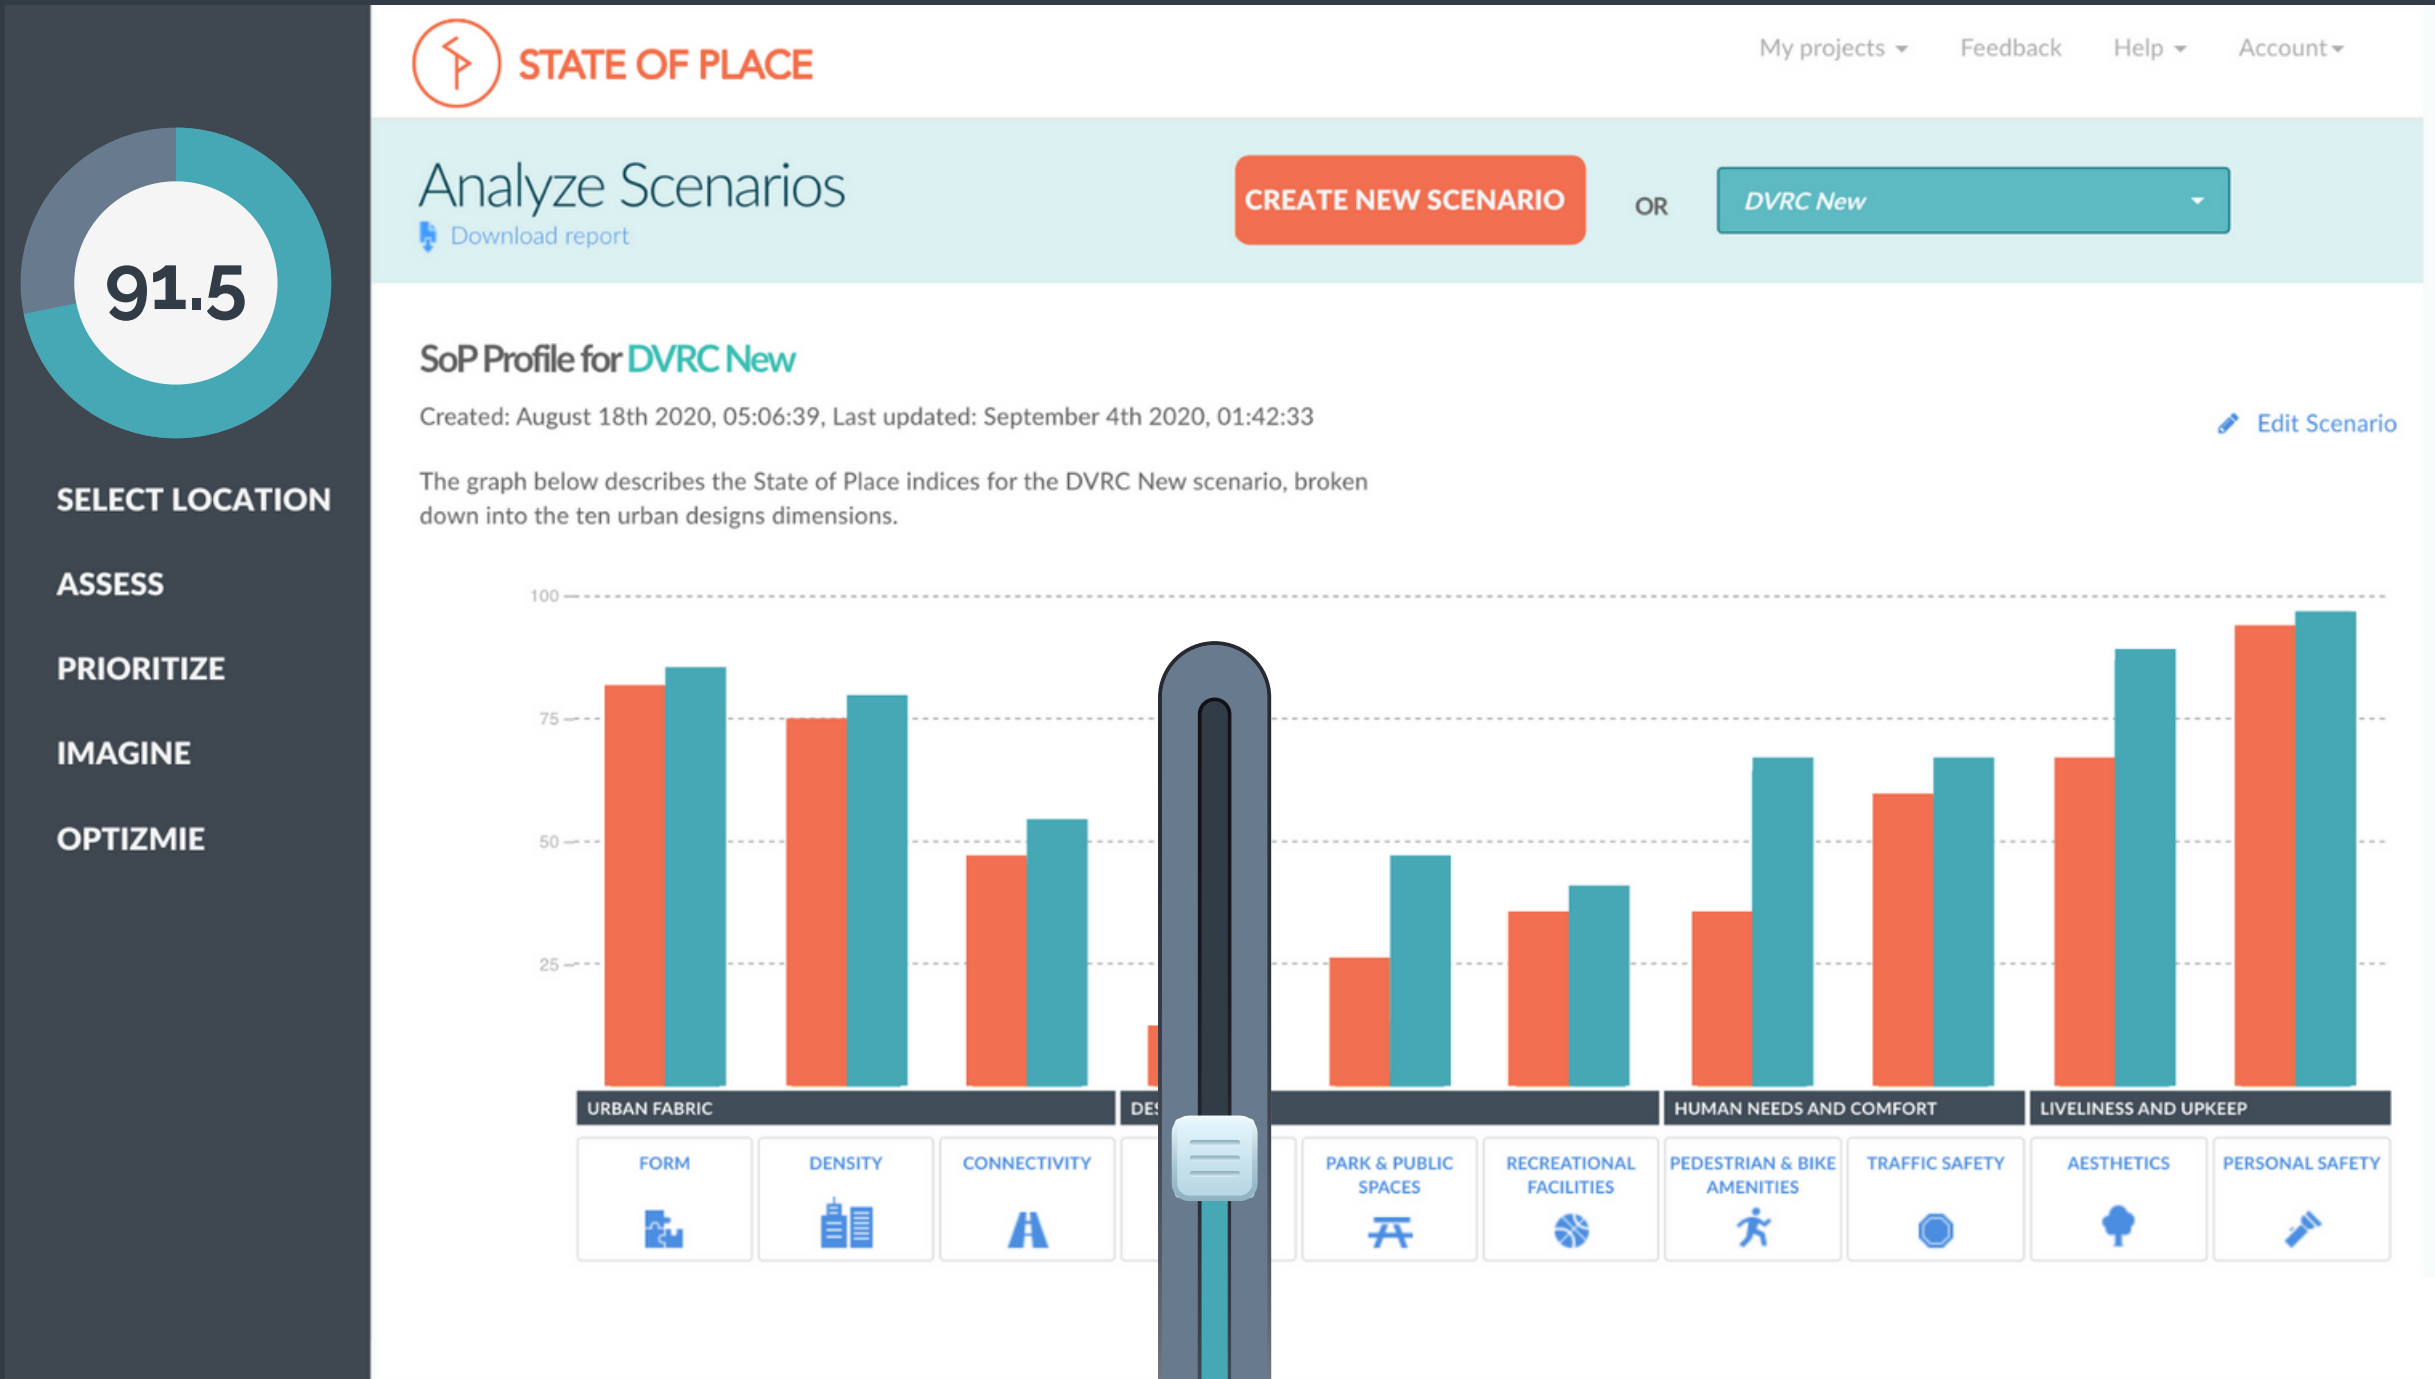 STATE OF PLACE
My projects
Feedback
Help
Account
Analyze Scenarios
Download report
CREATE NEW SCENARIO
OR
DVRC New
91.5
SELECT LOCATION
ASSESS
PRIORITIZE
IMAGINE
OPTIZMIE
SoP Profile for DVRC New
Created: August 18th 2020, 05:06:39, Last updated: September 4th 2020, 01:42:33
Edit Scenario
The graph below describes the State of Place indices for the DVRC New scenario, broken
down into the ten urban designs dimensions.
100
75
50
25
URBAN FABRIC
HUMAN NEEDS AND COMFORT
LIVELINESS AND UPKEEP
FORM
DENSITY
CONNECTIVITY
PARK & PUBLIC
SPACES
RECREATIONAL
FACILITIES
PEDESTRIAN & BIKE
AMENITIES
TRAFFIC SAFETY
AESTHETICS
PERSONAL SAFETY